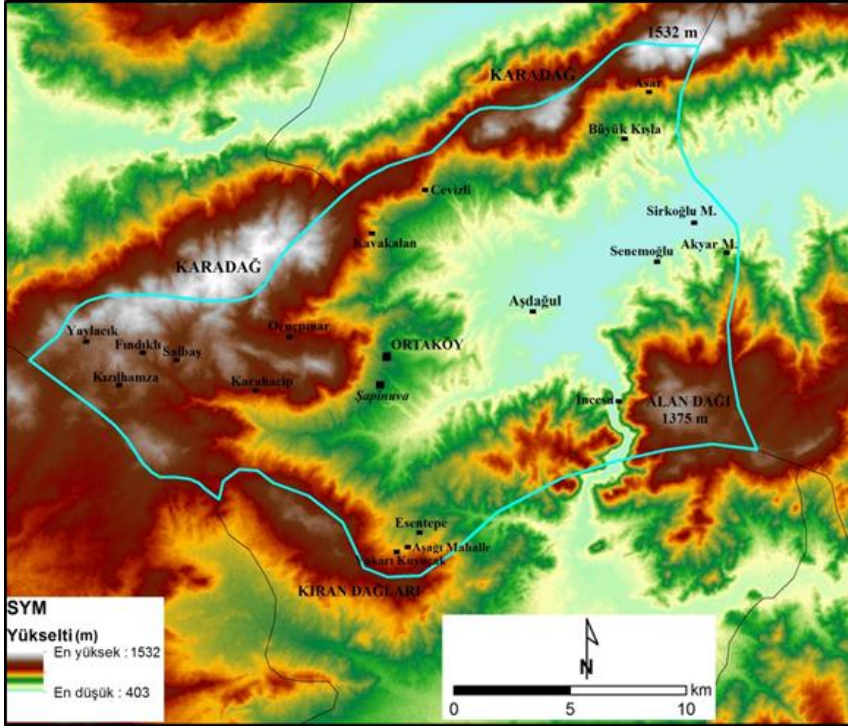 1532 m
KARADAĞ
Asar
Büyük Kışla
Cevizli
Sirkoğlu M.
Kavakalan
Akyar M.
Senemoğlu
KARADAĞ
Aşdağul
Yaylacık
Oruçpınar
Fındıklı
Salbaş
ORTAKÖY
Kızılhamza
Karahacip
Şapinuva
İncesu
ALAN DAĞI
1375 m
Esentepe
Aşağı Mahalle
Yukarı Kuyucak
KIRAN DAĞLARI
SYM
Yükselti (m)
En yüksek : 1532
En düşük : 403
N
km
0 5 10